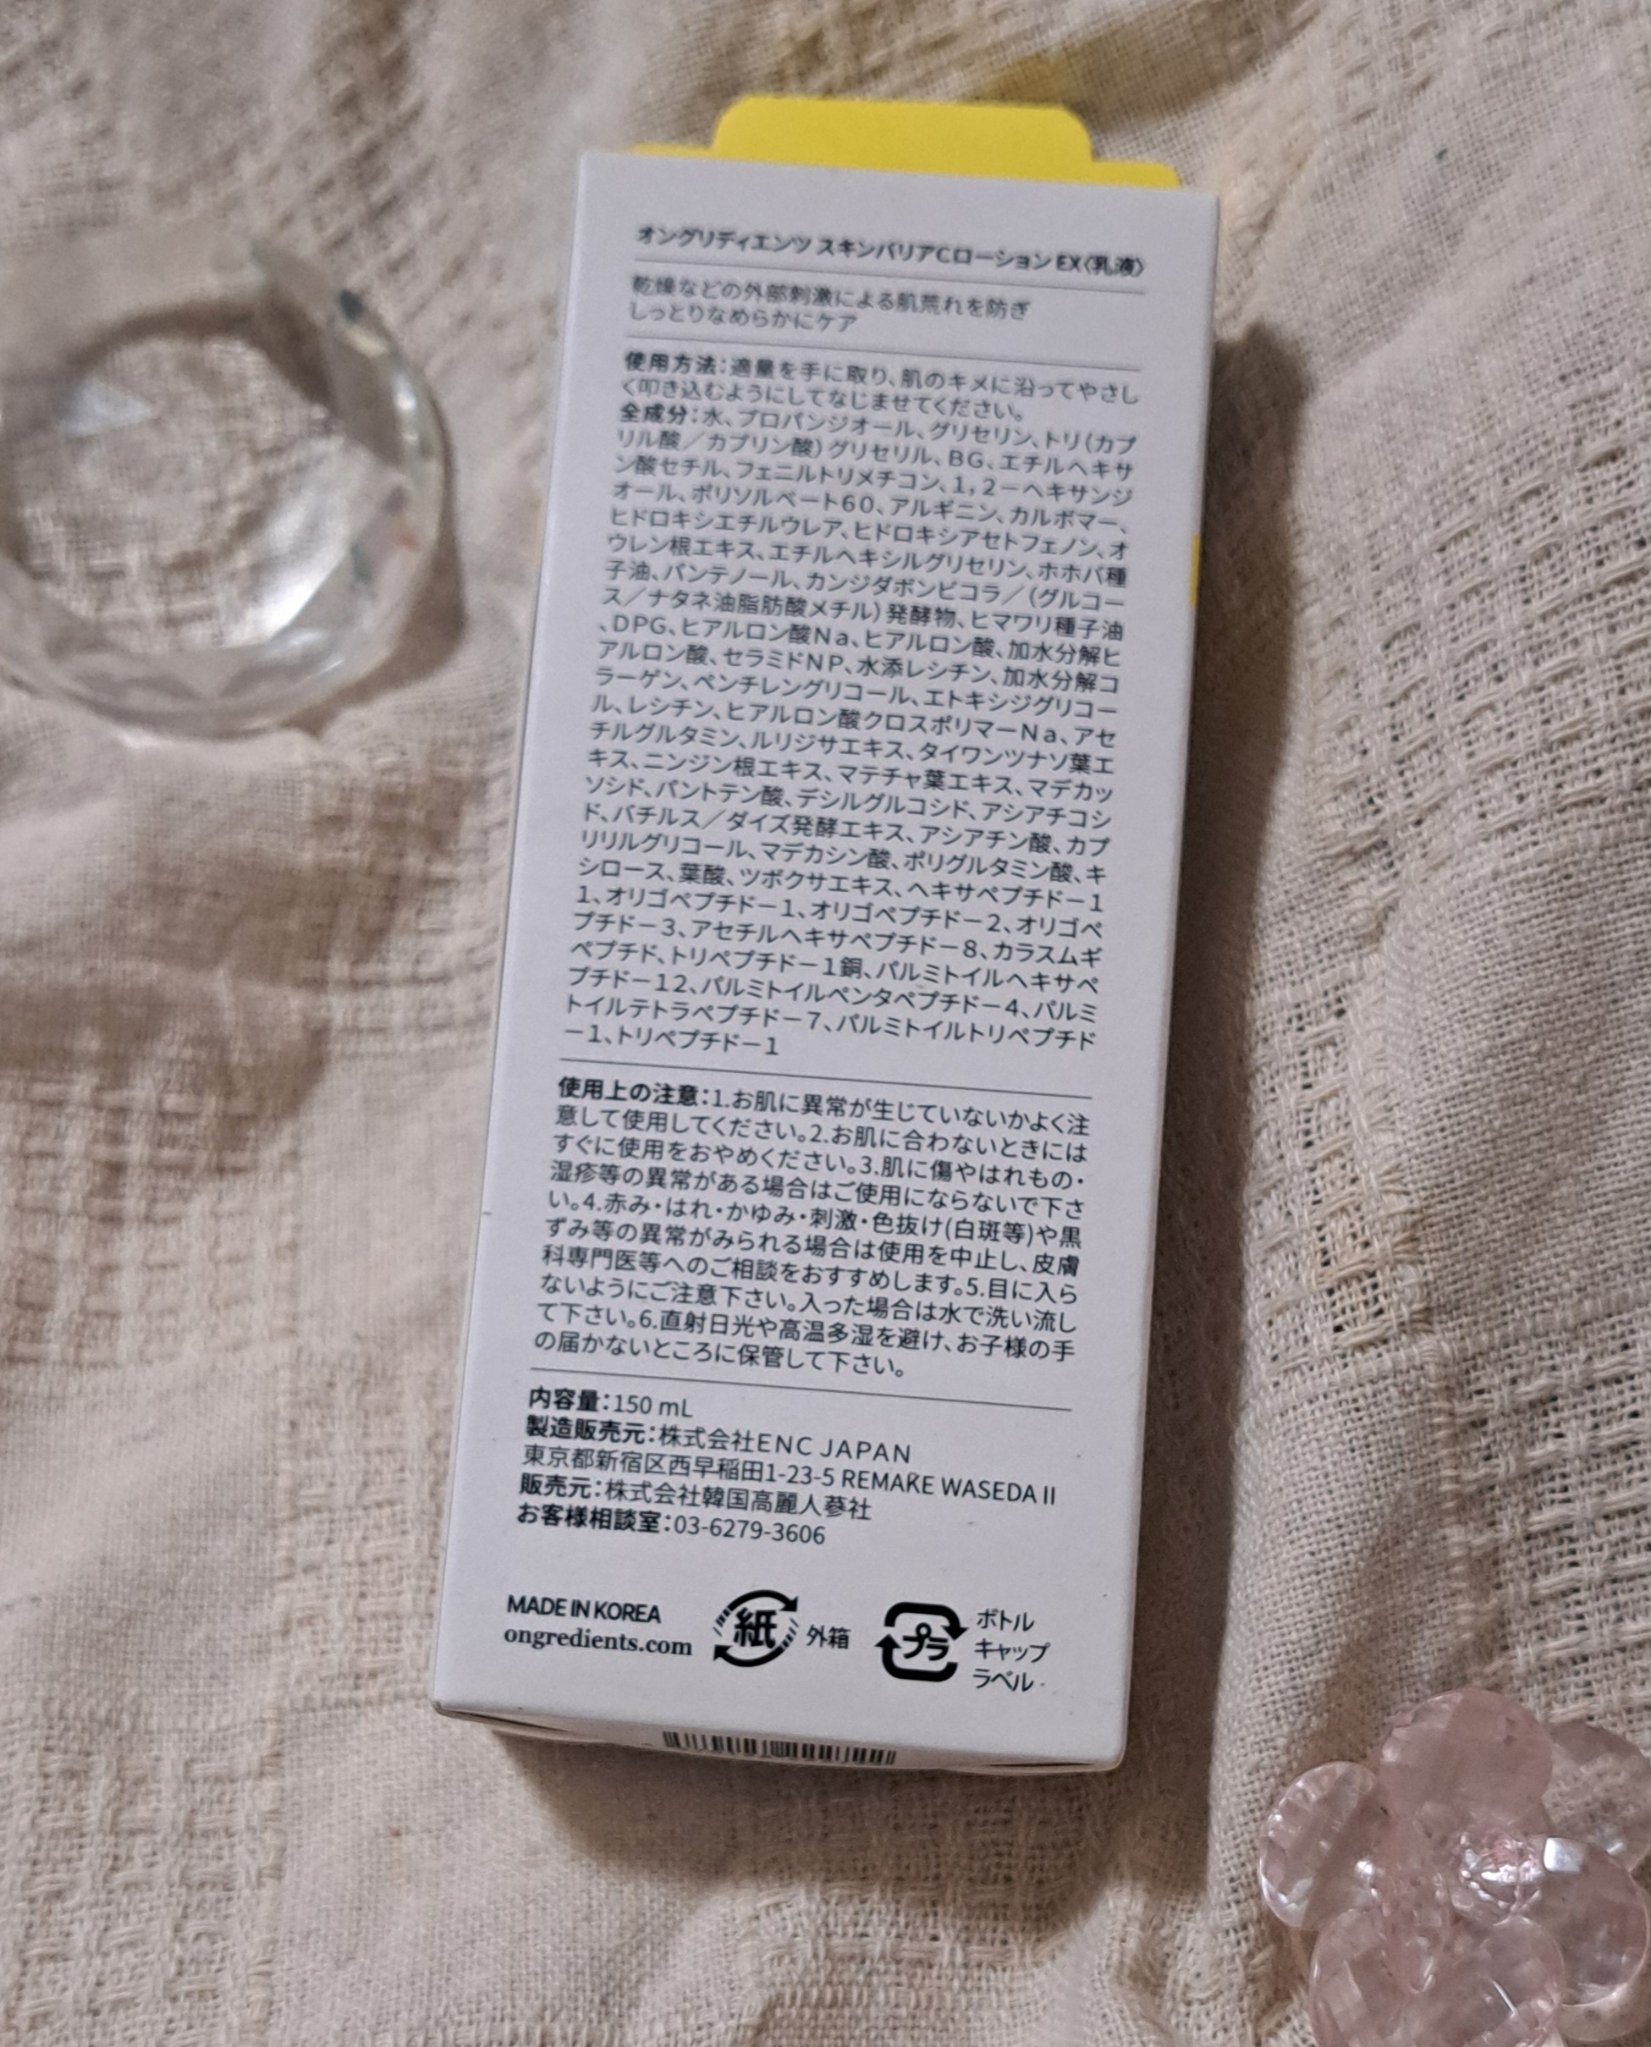 オングリディエンツ スキンバリアCローション EX〈乳液〉
乾燥などの外部刺激による肌荒れを防ぎ
しっとりなめらかにケア
使用方法：適量を手に取り、肌のキメに沿ってやさし
く叩き込むようにしてなじませてください。
全成分：水、プロパンジオール、グリセリン、トリ（カプ
リル酸／カプリン酸）グリセリル、BG、エチルヘキサ
ン酸セチル、フェニルトリメチコン、1，2－ヘキサンジ
オール、ポリソルベート60、アルギニン、カルボマー、
ヒドロキシエチルウレア、ヒドロキシアセトフェノン、オ
ウレン根エキス、エチルヘキシルグリセリン、ホホバ種
子油、パンテノール、カンジダボンビコラ／（グルコー
ス／ナタネ油脂肪酸メチル）発酵物、ヒマワリ種子油
、DPG、ヒアルロン酸Na、ヒアルロン酸、加水分解ヒ
アルロン酸、セラミドNP、水添レシチン、加水分解コ
ラーゲン、ペンチレングリコール、エトキシジグリコー
ル、レシチン、ヒアルロン酸クロスポリマーNa、アセ
チルグルタミン、ルリジサエキス、タイワンツナソ葉エ
キス、ニンジン根エキス、マテチャ葉エキス、マデカッ
ソシド、パントテン酸、デシルグルコシド、アシアチコシ
ド、バチルス／ダイズ発酵エキス、アシアチン酸、カプ
リリルグリコール、マデカシン酸、ポリグルタミン酸、キ
シロース、葉酸、ツボクサエキス、ヘキサペプチド－1
1、オリゴペプチド－1、オリゴペプチド－2、オリゴペ
プチド－3、アセチルヘキサペプチド－8、カラスムギ
ペプチド、トリペプチド－1銅、パルミトイルヘキサペ
プチド－12、パルミトイルペンタペプチド－4、パルミ
トイルテトラペプチド－7、パルミトイルトリペプチド
－1、トリペプチド－1
使用上の注意：1.お肌に異常が生じていないかよく注
意して使用してください。2.お肌に合わないときには
すぐに使用をおやめください。3.肌に傷やはれもの・
湿疹等の異常がある場合はご使用にならないで下さ
い。4.赤み・はれ・かゆみ・刺激・色抜け(白斑等)や黒
ずみ等の異常がみられる場合は使用を中止し、皮膚
科専門医等へのご相談をおすすめします。5.目に入ら
ないようにご注意下さい。入った場合は水で洗い流し
て下さい。6.直射日光や高温多湿を避け、お子様の手
の届かないところに保管して下さい。
内容量：150 mL
製造販売元：株式会社ENC JAPAN
東京都新宿区西早稲田1-23-5 REMAKE WASEDA II
販売元：株式会社韓国高麗人蔘社
お客様相談室：03-6279-3606
MADE IN KOREA
ongredients.com
紙 外箱
プラ ボトル
キャップ
ラベル